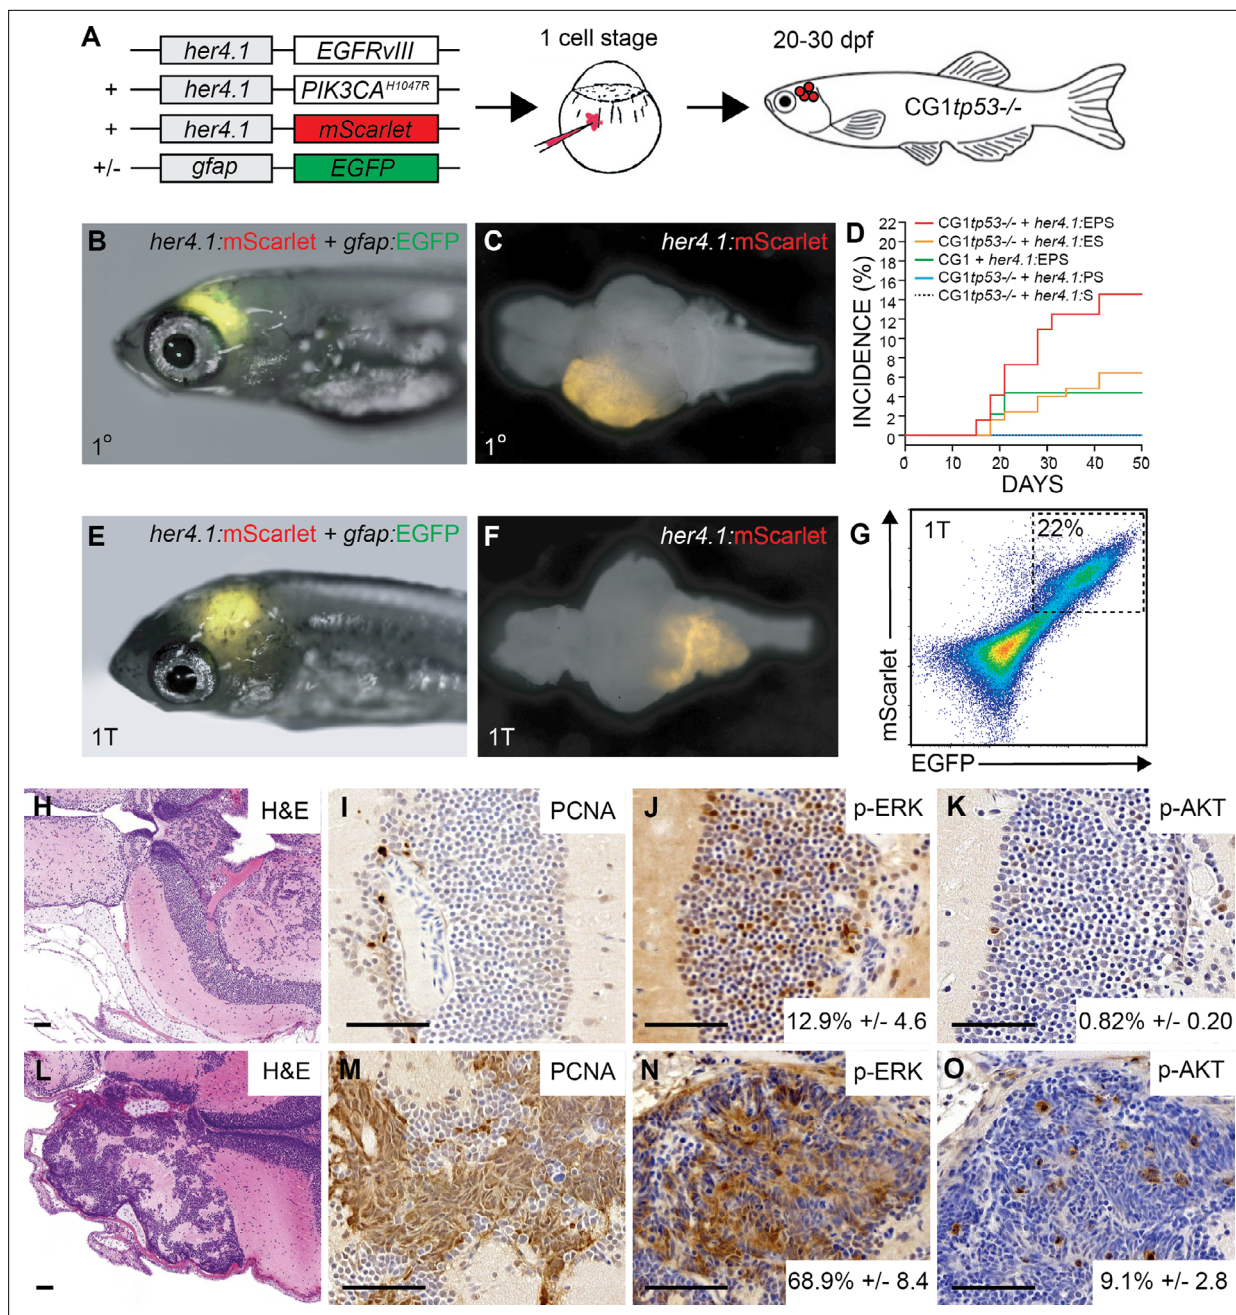 A
her4.1 EGFRvIII
+ her4.1 PIK3CA^H1047R
+ her4.1 mScarlet
+/- gfap EGFP
1 cell stage
20-30 dpf
CG1tp53-/-
B her4.1:mScarlet + gfap:EGFP
1°
C her4.1:mScarlet
1°
D
CG1tp53-/- + her4.1:EPS
CG1tp53-/- + her4.1:ES
CG1 + her4.1:EPS
CG1tp53-/- + her4.1:PS
CG1tp53-/- + her4.1:S
INCIDENCE (%)
22
20
18
16
14
12
10
8
6
4
2
0
0 10 20 30 40 50
DAYS
E her4.1:mScarlet + gfap:EGFP
1T
F her4.1:mScarlet
1T
G
1T 22%
mScarlet
EGFP
H H&E
I PCNA
J p-ERK
12.9% +/- 4.6
K p-AKT
0.82% +/- 0.20
L H&E
M PCNA
N p-ERK
68.9% +/- 8.4
O p-AKT
9.1% +/- 2.8